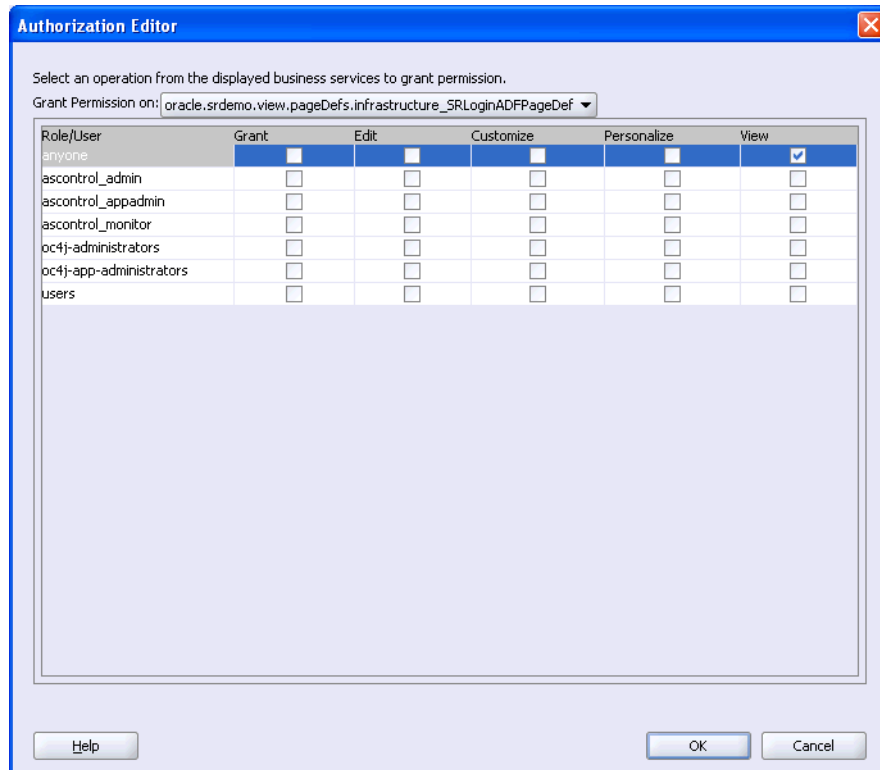 Authorization Editor
Select an operation from the displayed business services to grant permission.
Grant Permission on: oracle.srdemo.view.pageDefs.infrastructure_SRLoginADFPageDef
Role/User Grant Edit Customize Personalize View
anyone
ascontrol_admin
ascontrol_appadmin
ascontrol_monitor
oc4j-administrators
oc4j-app-administrators
users
Help OK Cancel